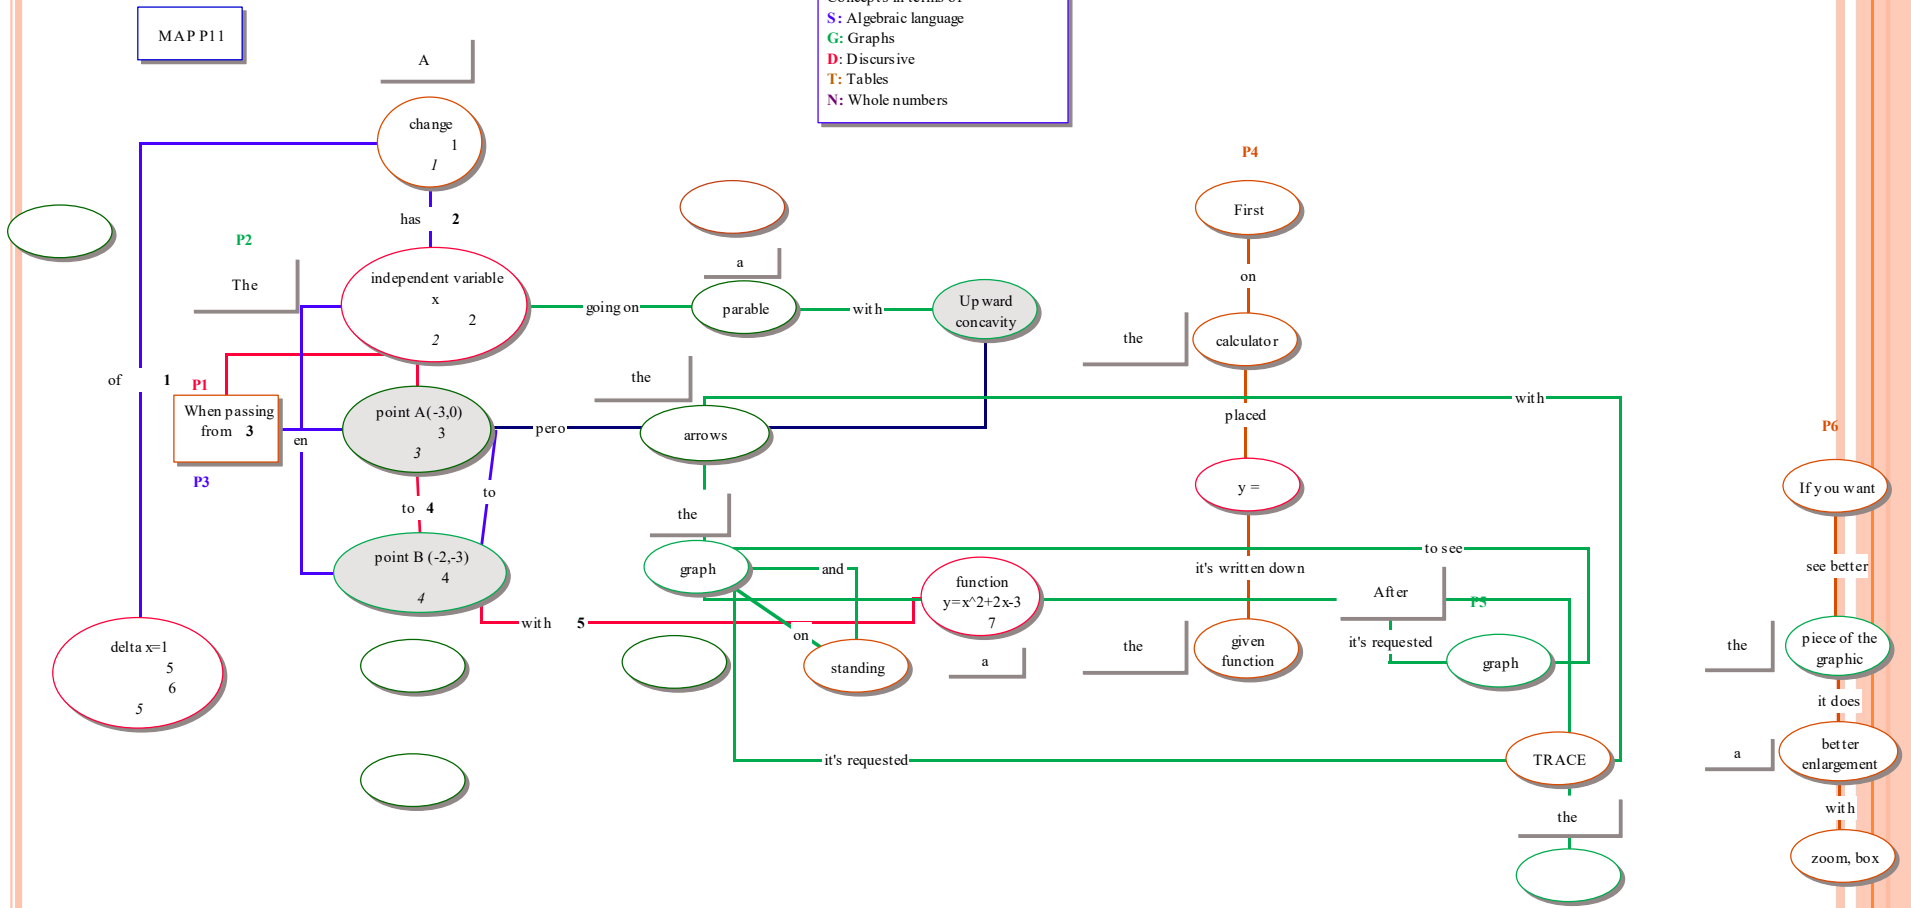 MAP P11
S: Algebraic language
G: Graphs
D: Discursive
T: Tables
N: Whole numbers
A
change
1
1
has 2
P2
The
independent variable
x
2
2
going on
a
parable
with
Upward
concavity
of 1
P1
When passing
from 3
P3
en
point A(-3,0)
3
3
pero
the
arrows
to 4
to
point B (-2,-3)
4
4
with 5
delta x=1
5
6
5
the
graph
and
on
standing
function
y=x^2+2x-3
7
a
it's requested
P4
First
on
the
calculator
placed
y =
it's written down
the
given
function
with
to see
After
P5
it's requested
graph
TRACE
the
P6
If you want
see better
the
piece of the
graphic
it does
a
better
enlargement
with
zoom, box